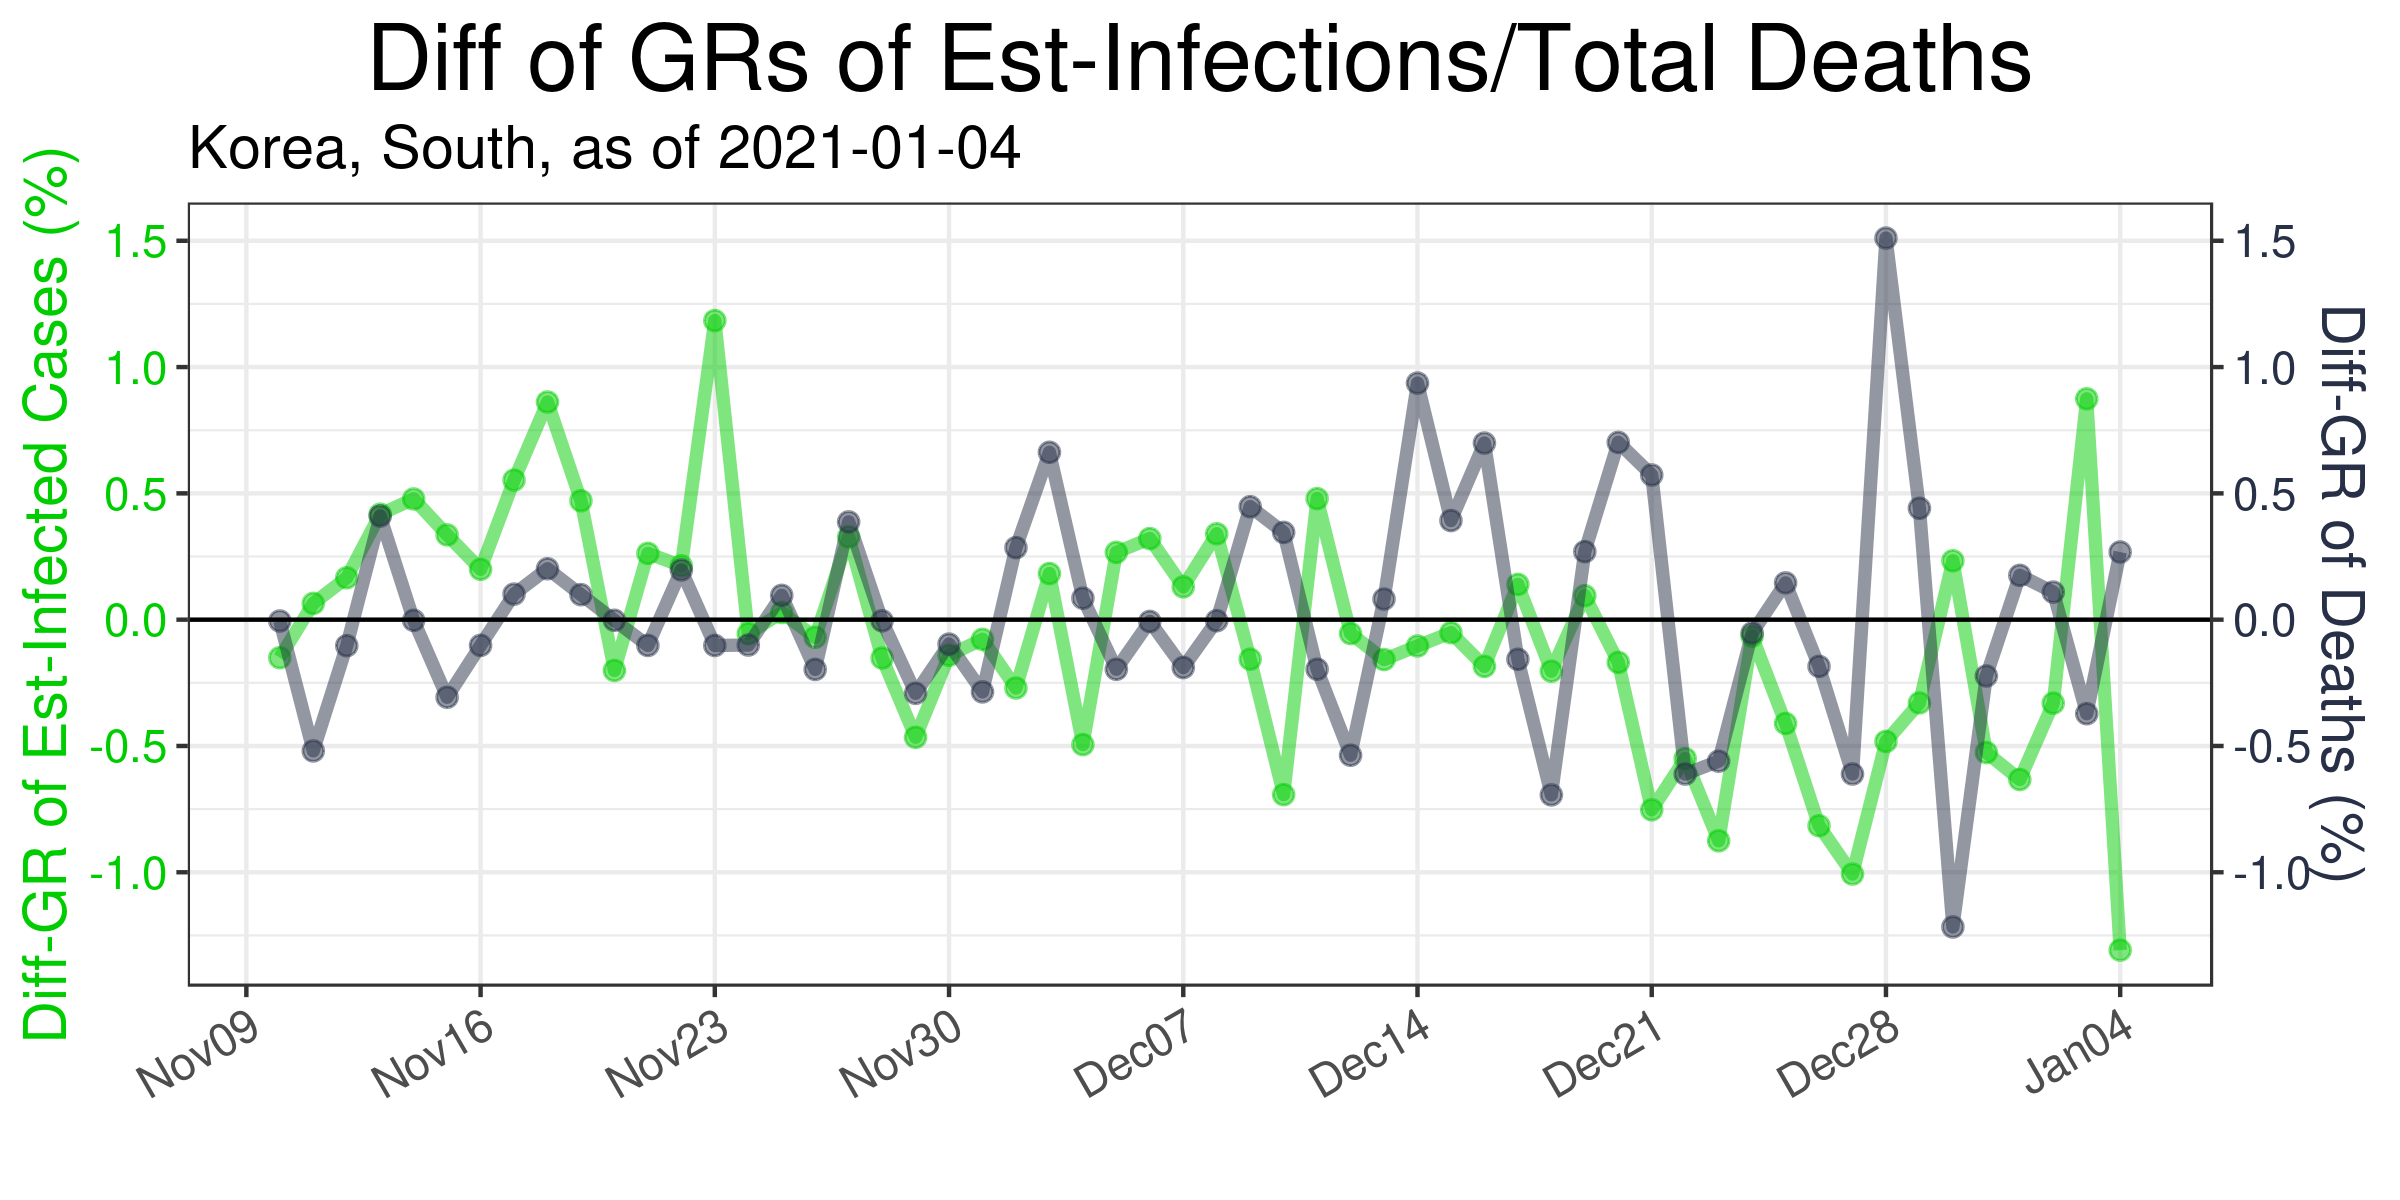 Diff of GRs of Est-Infections/Total Deaths
Korea, South, as of 2021-01-04
Diff-GR of Est-Infected Cases (%)
1.5
1.0
0.5
0.0
-0.5
-1.0
1.5
1.0
0.5
0.0
-0.5
-1.0
Diff-GR of Deaths (%)
Nov09
Nov16
Nov23
Nov30
Dec07
Dec14
Dec21
Dec28
Jan04